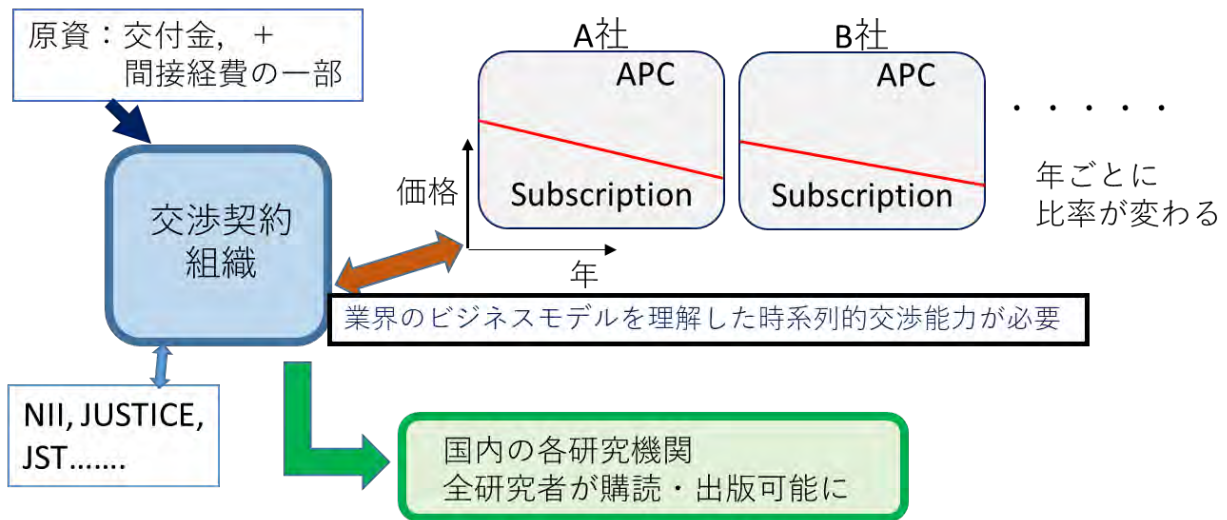 原資：交付金，＋
間接経費の一部
A社
B社
APC
APC
・・・・・
価格
Subscription
Subscription
年ごとに
比率が変わる
交渉契約
組織
年
業界のビジネスモデルを理解した時系列的交渉能力が必要
NII, JUSTICE,
JST.......
国内の各研究機関
全研究者が購読・出版可能に